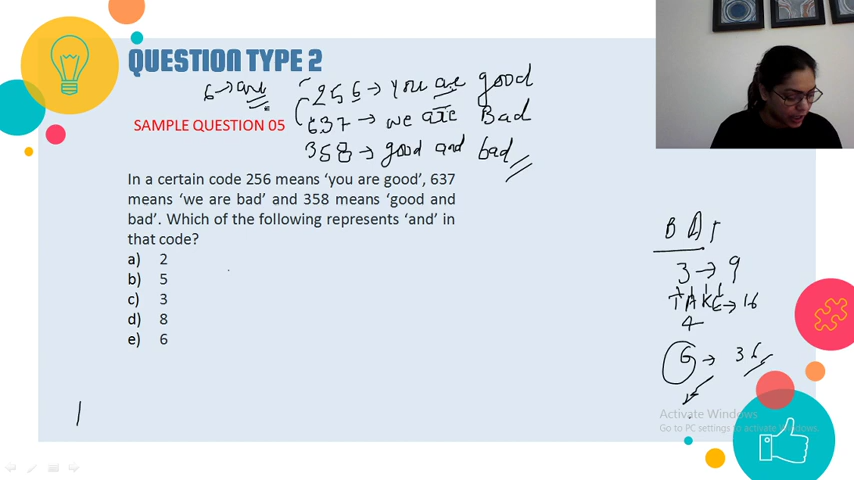 QUESTION TYPE 2
6 → are
256 → You are good
637 → we are Bad
358 → good and bad
SAMPLE QUESTION 05
In a certain code 256 means ‘you are good’, 637
means ‘we are bad’ and 358 means ‘good and
bad’. Which of the following represents ‘and’ in
that code?
a) 2
b) 5
c) 3
d) 8
e) 6
B A T
3 → 9
TAKE → 16
4
6 → 36
Activate Windows
Go to PC settings to activate Windows.